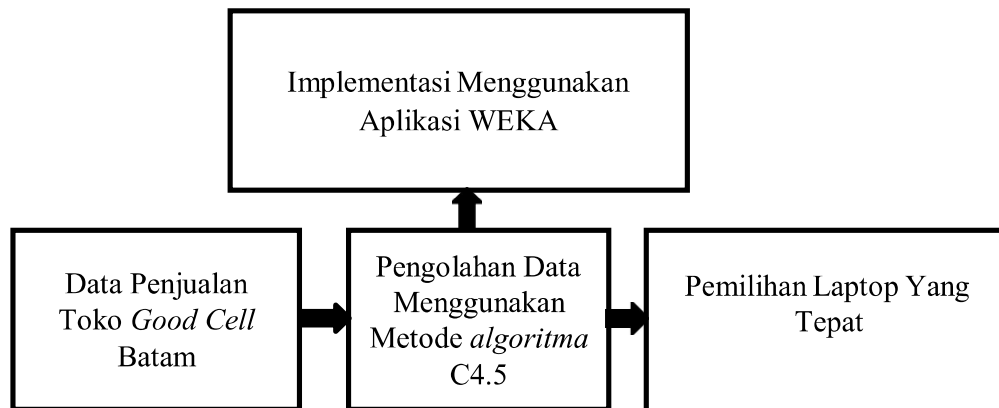 Implementasi Menggunakan
Aplikasi WEKA
Data Penjualan
Toko Good Cell
Batam
Pengolahan Data
Menggunakan
Metode algoritma
C4.5
Pemilihan Laptop Yang
Tepat